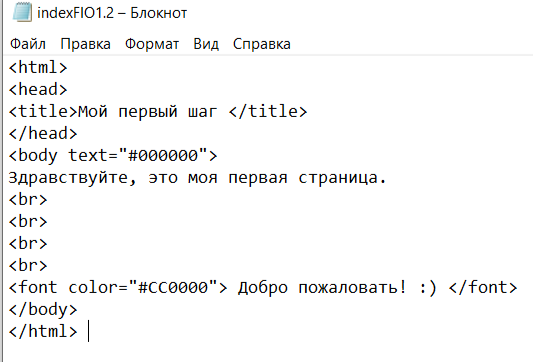 indexFIO1.2 – Блокнот
Файл Правка Формат Вид Справка
<html>
<head>
<title>Мой первый шаг </title>
</head>
<body text="#000000">
Здравствуйте, это моя первая страница.
<br>
<br>
<br>
<br>
<font color="#CC0000"> Добро пожаловать! :) </font>
</body>
</html>